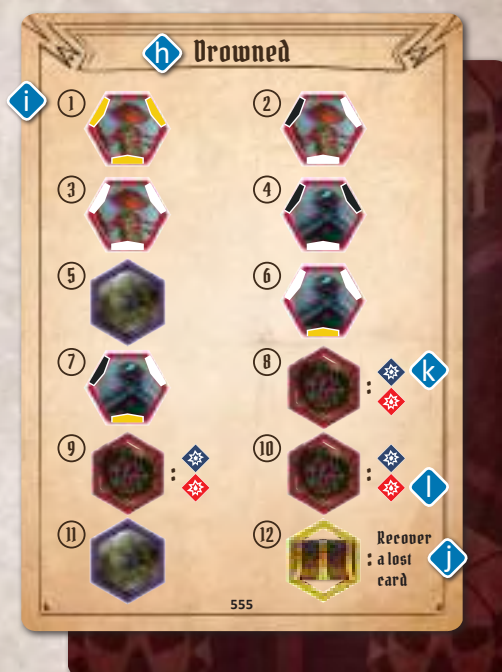 h Drowned
i
1 2
3 4
5 6
7 8 : k
9 : 10 : l
11 12 : Recover
a lost j
card
555